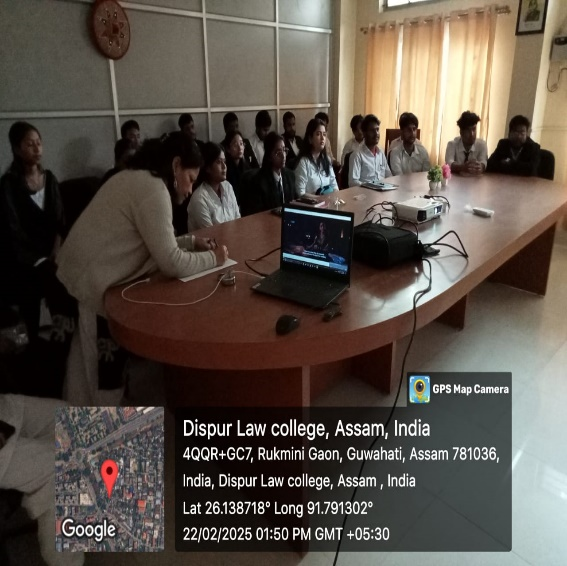 GPS Map Camera
Dispur Law college, Assam, India
4QQR+GC7, Rukmini Gaon, Guwahati, Assam 781036,
India, Dispur Law college, Assam , India
Lat 26.138718° Long 91.791302°
22/02/2025 01:50 PM GMT +05:30
Google